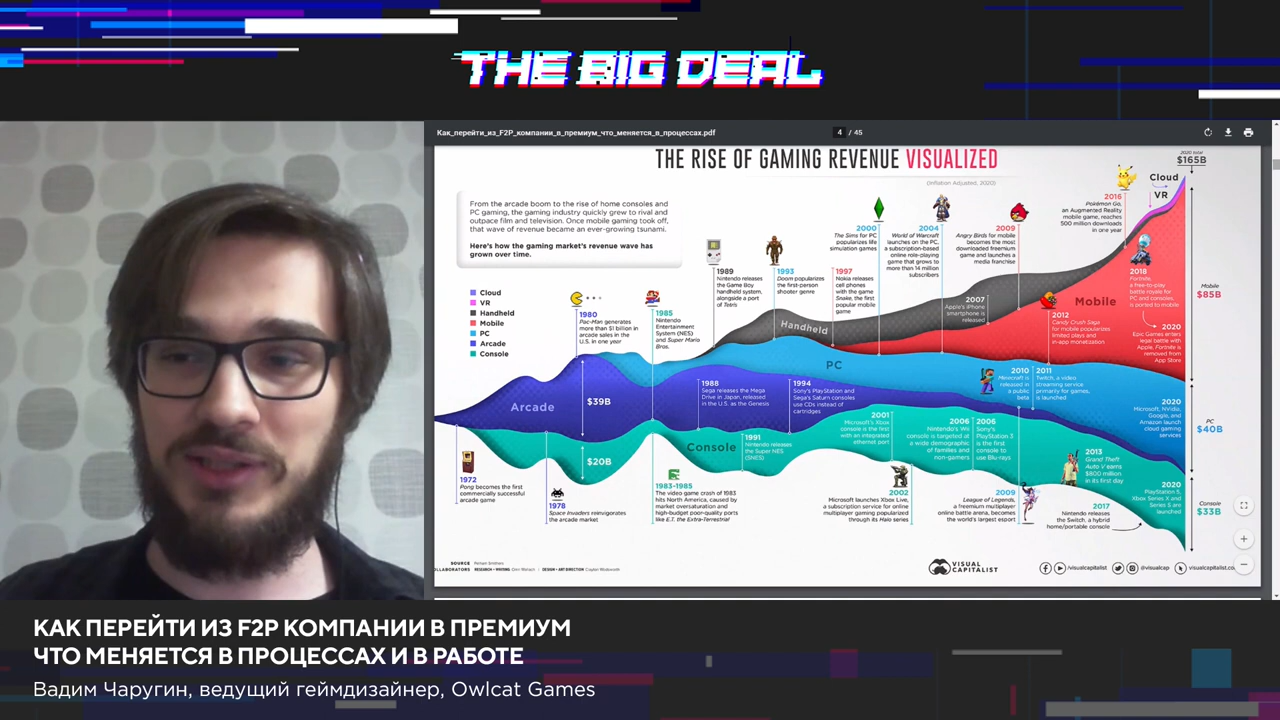 THE BIG DEAL
Как_перейти_из_F2P_компании_в_премиум_что_меняется_в_процессах.pdf
4 / 45
THE RISE OF GAMING REVENUE VISUALIZED
(Inflation Adjusted, 2020)
2020 total
$165B
From the arcade boom to the rise of home consoles and
PC gaming, the gaming industry quickly grew to rival and
outpace film and television. Once mobile gaming took off,
that wave of revenue became an ever-growing tsunami.
Here's how the gaming market's revenue wave has
grown over time.
Cloud
VR
Handheld
Mobile
PC
Arcade
Console
1980
Pac-Man generates
more than $1 billion in
arcade sales in the
U.S. in one year
1985
Nintendo
Entertainment
System (NES)
and Super Mario
Bros.
1989
Nintendo releases
the Game Boy
handheld system,
alongside a port
of Tetris
1993
Doom popularizes
the first-person
shooter genre
1997
Nokia releases
cell phones
with the game
Snake, the first
popular mobile
game
2000
The Sims for PC
popularizes life
simulation games
2004
World of Warcraft
launches on the PC,
a subscription-based
online role-playing
game that grows to
more than 14 million
subscribers
2009
Angry Birds for mobile
becomes the most
downloaded freemium
game and launches a
media franchise
2007
Apple's iPhone
smartphone is
released
2016
Pokémon Go,
an Augmented Reality
mobile game, reaches
500 million downloads
in one year
Cloud
VR
2018
Fortnite,
a free-to-play
battle royale for
PC and consoles,
is ported to mobile
2012
Candy Crush Saga
for mobile popularizes
limited plays and
in-app monetization
2020
Epic Games enters
legal battle with
Apple, Fortnite is
removed from
App Store
Mobile
$85B
Handheld
Mobile
PC
Arcade
$39B
1988
Sega releases the Mega
Drive in Japan, released
in the U.S. as the Genesis
1994
Sony's PlayStation and
Sega's Saturn consoles
use CDs instead of
cartridges
2010
Minecraft is
released in
a public
beta
2011
Twitch, a video
streaming service
primarily for games,
is launched
2020
Microsoft, NVidia,
Google, and
Amazon launch
cloud gaming
services
PC
$40B
Console
$20B
1991
Nintendo releases
the Super NES
(SNES)
2001
Microsoft's Xbox
console is the first
with an integrated
ethernet port
2006
Nintendo's Wii
console is targeted at
a wide demographic
of families and
non-gamers
2006
Sony's
PlayStation 3
is the first
console to
use Blu-rays
2013
Grand Theft
Auto V earns
$800 million
in its first day
2020
PlayStation 5,
Xbox Series X and
Series S are
launched
Console
$33B
1972
Pong becomes the first
commercially successful
arcade game
1978
Space Invaders reinvigorates
the arcade market
1983-1985
The video game crash of 1983
hits North America, caused by
market oversaturation and
high-budget poor-quality ports
like E.T. the Extra-Terrestrial
2002
Microsoft launches Xbox Live,
a subscription service for online
multiplayer gaming popularized
through its Halo series
2009
League of Legends,
a freemium multiplayer
online battle arena, becomes
the world's largest esport
2017
Nintendo releases
the Switch, a hybrid
home/portable console
SOURCE Pelham Smithers
OLLABORATORS RESEARCH + WRITING Omri Wallach | DESIGN + ART DIRECTION Clayton Wadsworth
VISUAL
CAPITALIST
/visualcapitalist
@visualcap
visualcapitalist.co
КАК ПЕРЕЙТИ ИЗ F2P КОМПАНИИ В ПРЕМИУМ
ЧТО МЕНЯЕТСЯ В ПРОЦЕССАХ И В РАБОТЕ
Вадим Чаругин, ведущий геймдизайнер, Owlcat Games